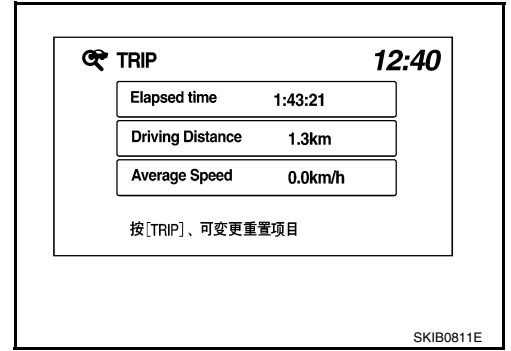 TRIP 12:40
Elapsed time 1:43:21
Driving Distance 1.3km
Average Speed 0.0km/h
按[TRIP]、可变更重置项目
SKIB0811E